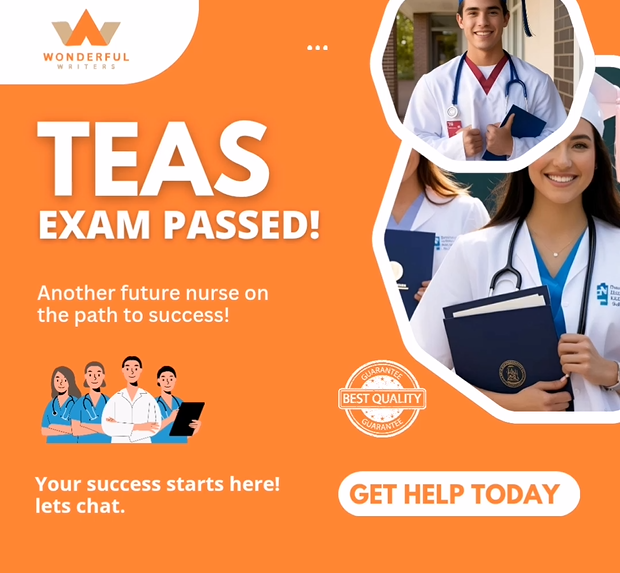 WONDERFUL
WRITERS
TEAS
EXAM PASSED!
Another future nurse on
the path to success!
GUARANTEE
BEST QUALITY
GUARANTEE
Your success starts here!
lets chat.
GET HELP TODAY